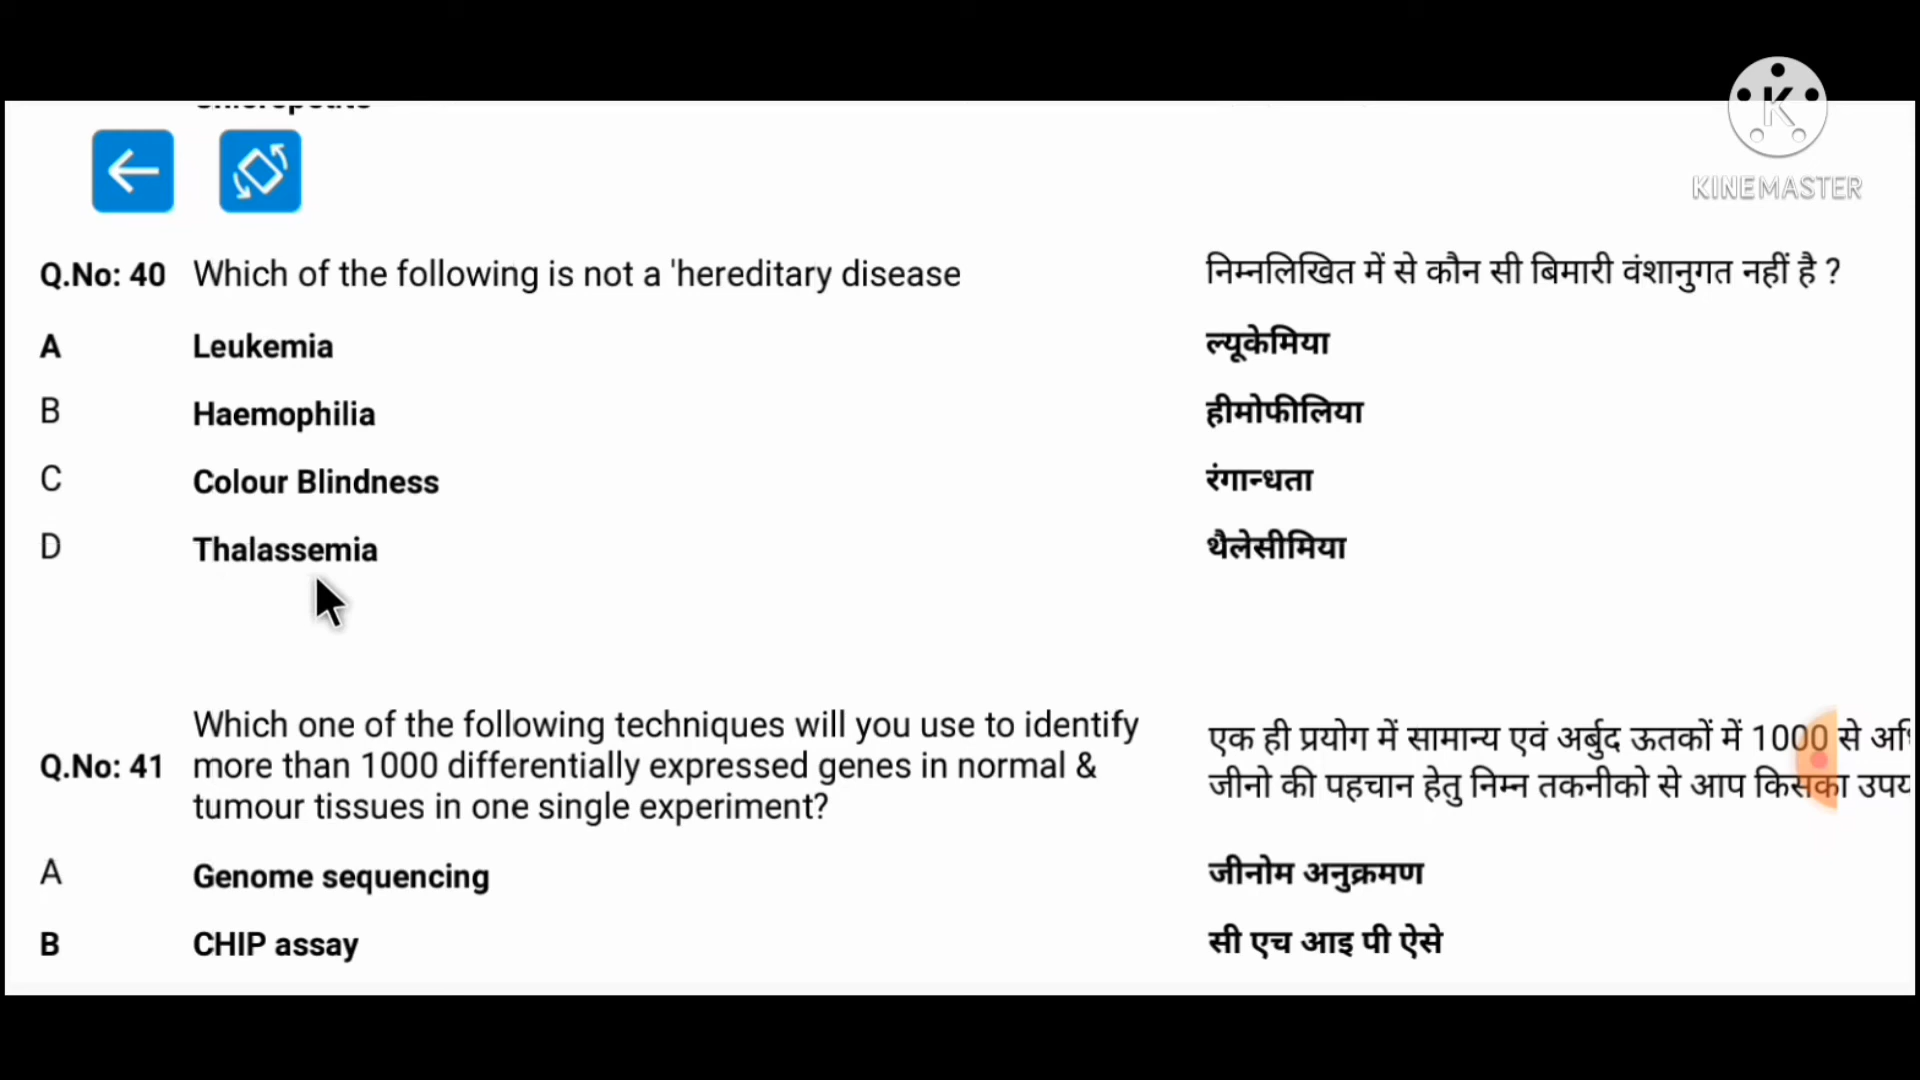 KINEMASTER
Q.No: 40 Which of the following is not a 'hereditary disease
निम्नलिखित में से कौन सी बिमारी वंशानुगत नहीं है ?
A Leukemia ल्यूकेमिया
B Haemophilia हीमोफीलिया
C Colour Blindness रंगान्धता
D Thalassemia थैलेसीमिया
Which one of the following techniques will you use to identify
Q.No: 41 more than 1000 differentially expressed genes in normal &
tumour tissues in one single experiment?
एक ही प्रयोग में सामान्य एवं अर्बुद ऊतकों में 1000 से
जीनो की पहचान हेतु निम्न तकनीको से आप किसका
A Genome sequencing जीनोम अनुक्रमण
B CHIP assay सी एच आइ पी ऐसे